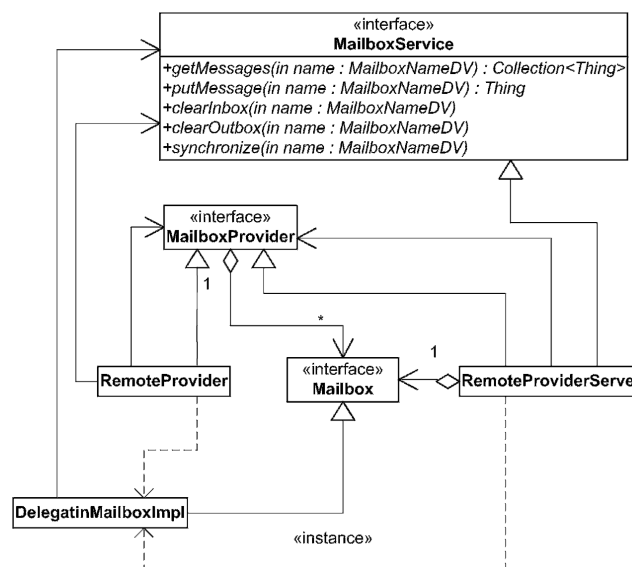 «interface»
MailboxService
+getMessages(in name : MailboxNameDV) : Collection<Thing>
+putMessage(in name : MailboxNameDV) : Thing
+clearInbox(in name : MailboxNameDV)
+clearOutbox(in name : MailboxNameDV)
+synchronize(in name : MailboxNameDV)
«interface»
MailboxProvider
1
*
«interface»
Mailbox
1
RemoteProvider
RemoteProviderServe
DelegatinMailboxImpl
«instance»